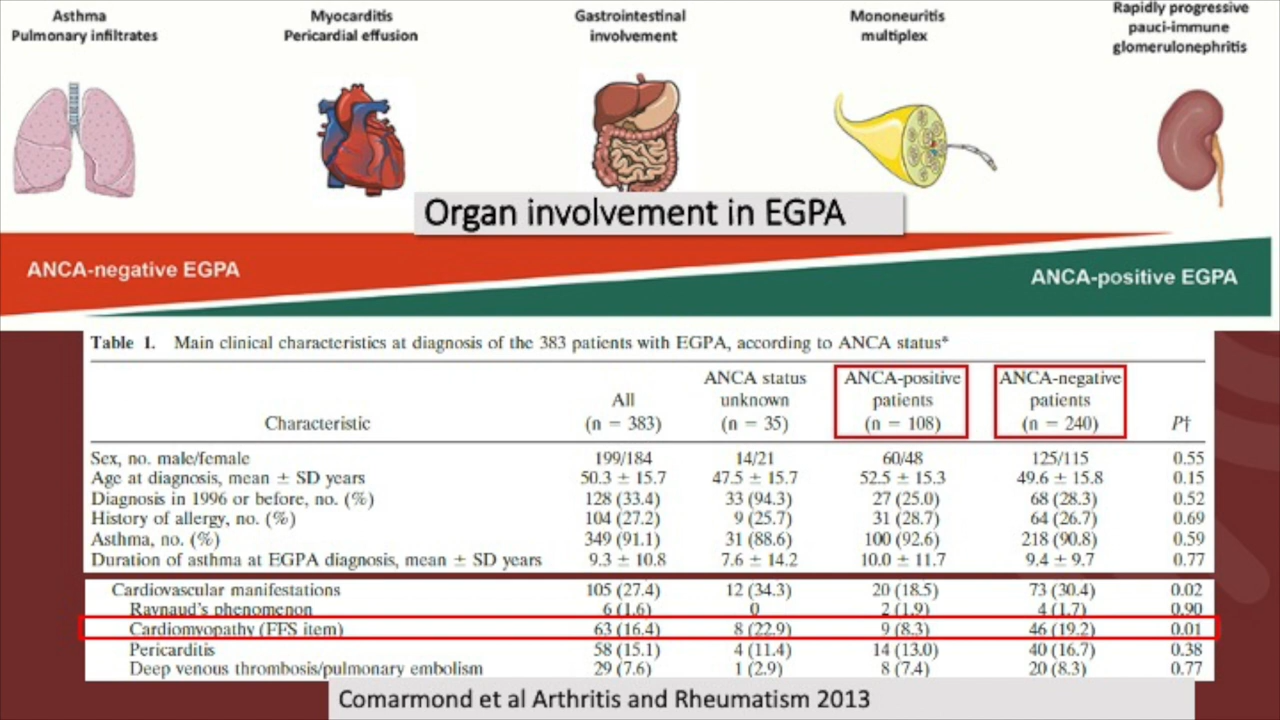 Asthma
Pulmonary infiltrates
Myocarditis
Pericardial effusion
Gastrointestinal
involvement
Mononeuritis
multiplex
Rapidly progressive
pauci-immune
glomerulonephritis
Organ involvement in EGPA
ANCA-negative EGPA
ANCA-positive EGPA
Table 1. Main clinical characteristics at diagnosis of the 383 patients with EGPA, according to ANCA status*
Characteristic All (n = 383) ANCA status unknown (n = 35) ANCA-positive patients (n = 108) ANCA-negative patients (n = 240) P†
Sex, no. male/female 199/184 14/21 60/48 125/115 0.55
Age at diagnosis, mean ± SD years 50.3 ± 15.7 47.5 ± 15.7 52.5 ± 15.3 49.6 ± 15.8 0.15
Diagnosis in 1996 or before, no. (%) 128 (33.4) 33 (94.3) 27 (25.0) 68 (28.3) 0.52
History of allergy, no. (%) 104 (27.2) 9 (25.7) 31 (28.7) 64 (26.7) 0.69
Asthma, no. (%) 349 (91.1) 31 (88.6) 100 (92.6) 218 (90.8) 0.59
Duration of asthma at EGPA diagnosis, mean ± SD years 9.3 ± 10.8 7.6 ± 14.2 10.0 ± 11.7 9.4 ± 9.7 0.77
Cardiovascular manifestations 105 (27.4) 12 (34.3) 20 (18.5) 73 (30.4) 0.02
Raynaud's phenomenon 6 (1.6) 0 2 (1.9) 4 (1.7) 0.90
Cardiomyopathy (FFS item) 63 (16.4) 8 (22.9) 9 (8.3) 46 (19.2) 0.01
Pericarditis 58 (15.1) 4 (11.4) 14 (13.0) 40 (16.7) 0.38
Deep venous thrombosis/pulmonary embolism 29 (7.6) 1 (2.9) 8 (7.4) 20 (8.3) 0.77
Comarmond et al Arthritis and Rheumatism 2013